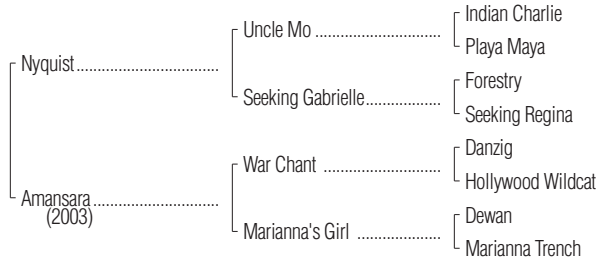 Indian Charlie
Uncle Mo
Playa Maya
Nyquist
Forestry
Seeking Gabrielle
Seeking Regina
Danzig
War Chant
Hollywood Wildcat
Amansara
(2003)
Dewan
Marianna's Girl
Marianna Trench